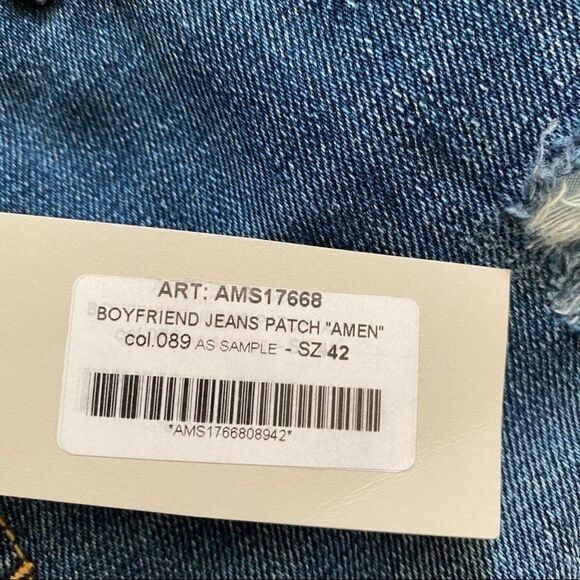 ART: AMS17668
BOYFRIEND JEANS PATCH "AMEN"
col.089 AS SAMPLE - SZ 42
*AMS1766808942*